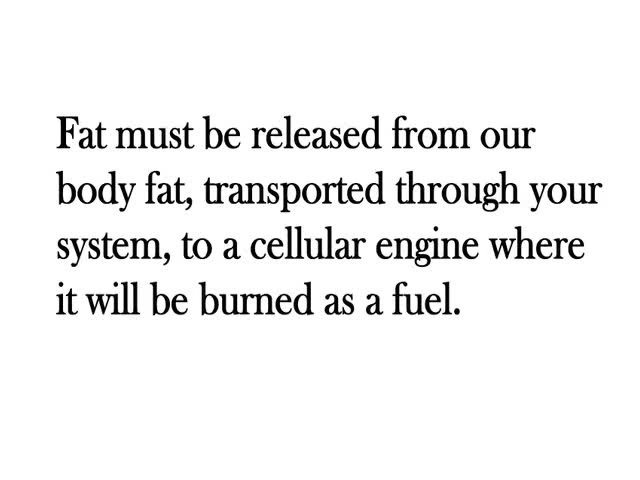 Fat must be released from our
body fat, transported through your
system, to a cellular engine where
it will be burned as a fuel.